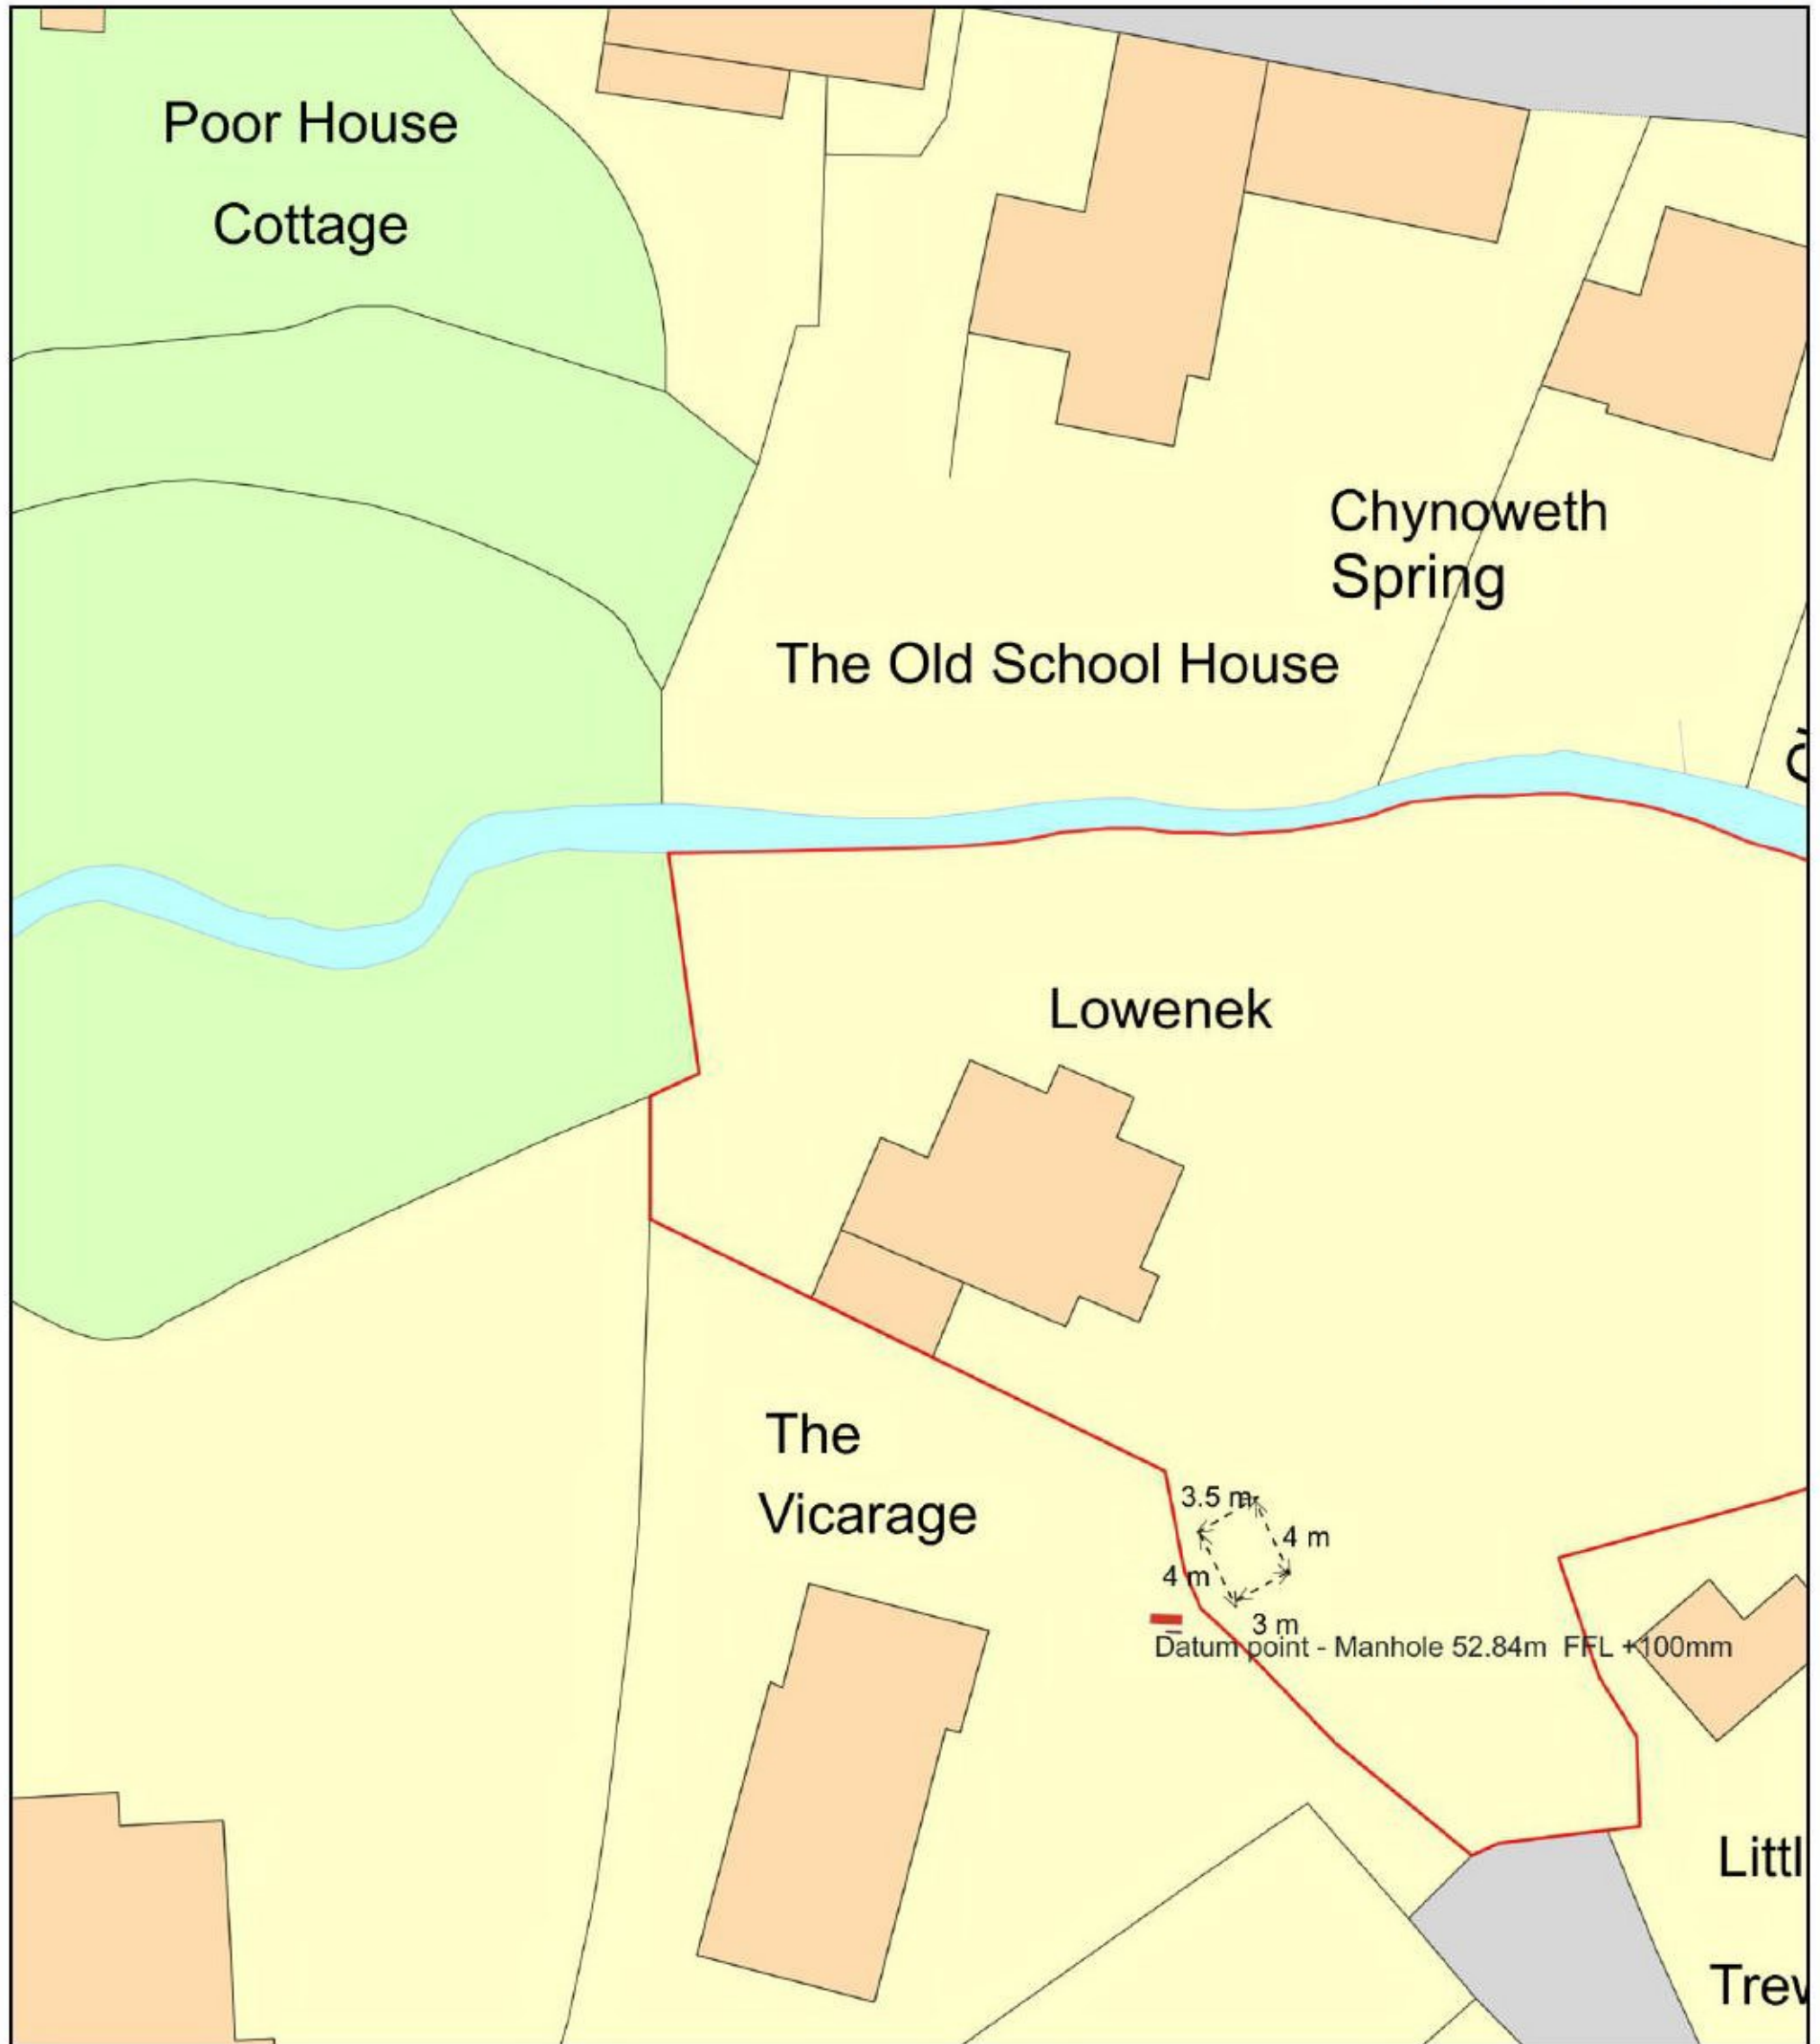 Poor House
Cottage
Chynoweth
Spring
The Old School House
Lowenek
The
Vicarage
3.5 m
4 m
4 m
3 m
Datum point - Manhole 52.84m FFL +100mm
Littl
Trew